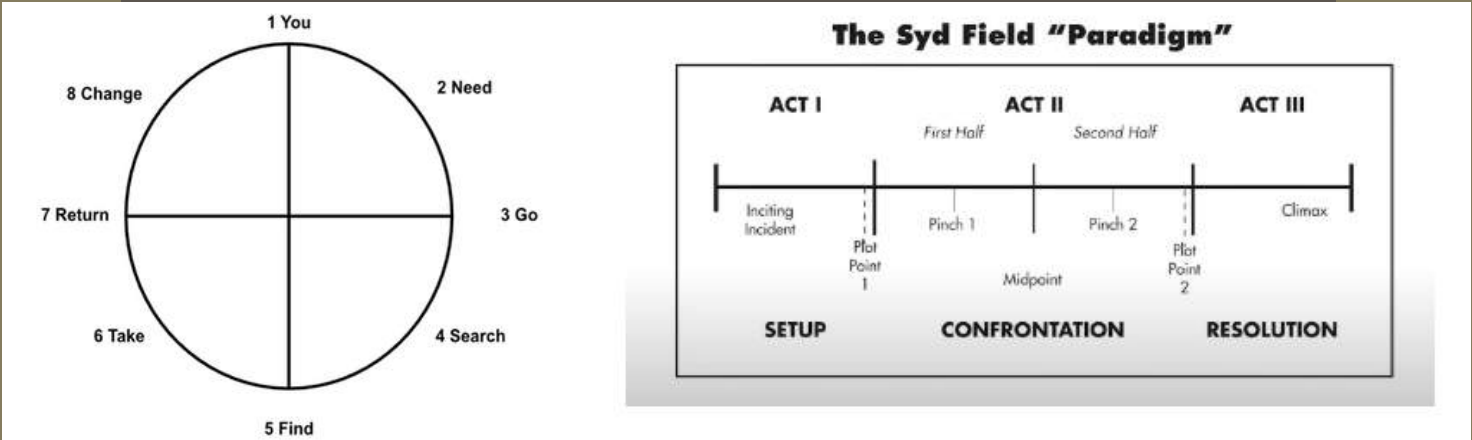 1 You
8 Change
2 Need
7 Return
3 Go
6 Take
4 Search
5 Find
The Syd Field “Paradigm”
ACT I
ACT II
ACT III
First Half
Second Half
Inciting
Incident
Plot
Point
1
Pinch 1
Midpoint
Pinch 2
Plot
Point
2
Climax
SETUP
CONFRONTATION
RESOLUTION